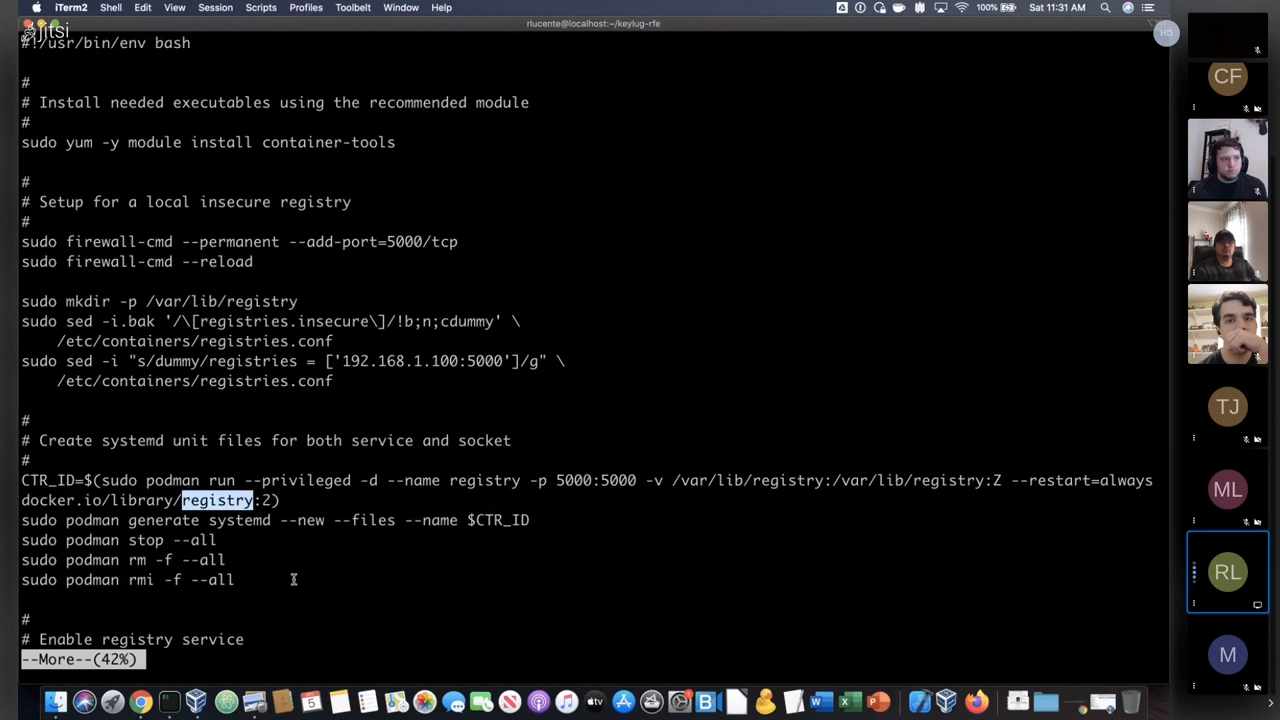 iTerm2 Shell Edit View Session Scripts Profiles Toolbelt Window Help
100% Sat 11:31 AM
rlucente@localhost:~/keylug-rfe
jitsi
HD
#!/usr/bin/env bash
#
# Install needed executables using the recommended module
#
sudo yum -y module install container-tools
#
# Setup for a local insecure registry
#
sudo firewall-cmd --permanent --add-port=5000/tcp
sudo firewall-cmd --reload
sudo mkdir -p /var/lib/registry
sudo sed -i.bak '/\[registries.insecure\]/!b;n;cdummy' \
/etc/containers/registries.conf
sudo sed -i "s/dummy/registries = ['192.168.1.100:5000']/g" \
/etc/containers/registries.conf
#
# Create systemd unit files for both service and socket
#
CTR_ID=$(sudo podman run --privileged -d --name registry -p 5000:5000 -v /var/lib/registry:/var/lib/registry:Z --restart=always
docker.io/library/registry:2)
sudo podman generate systemd --new --files --name $CTR_ID
sudo podman stop --all
sudo podman rm -f --all
sudo podman rmi -f --all
#
# Enable registry service
--More--(42%)
CF
TJ
ML
RL
M